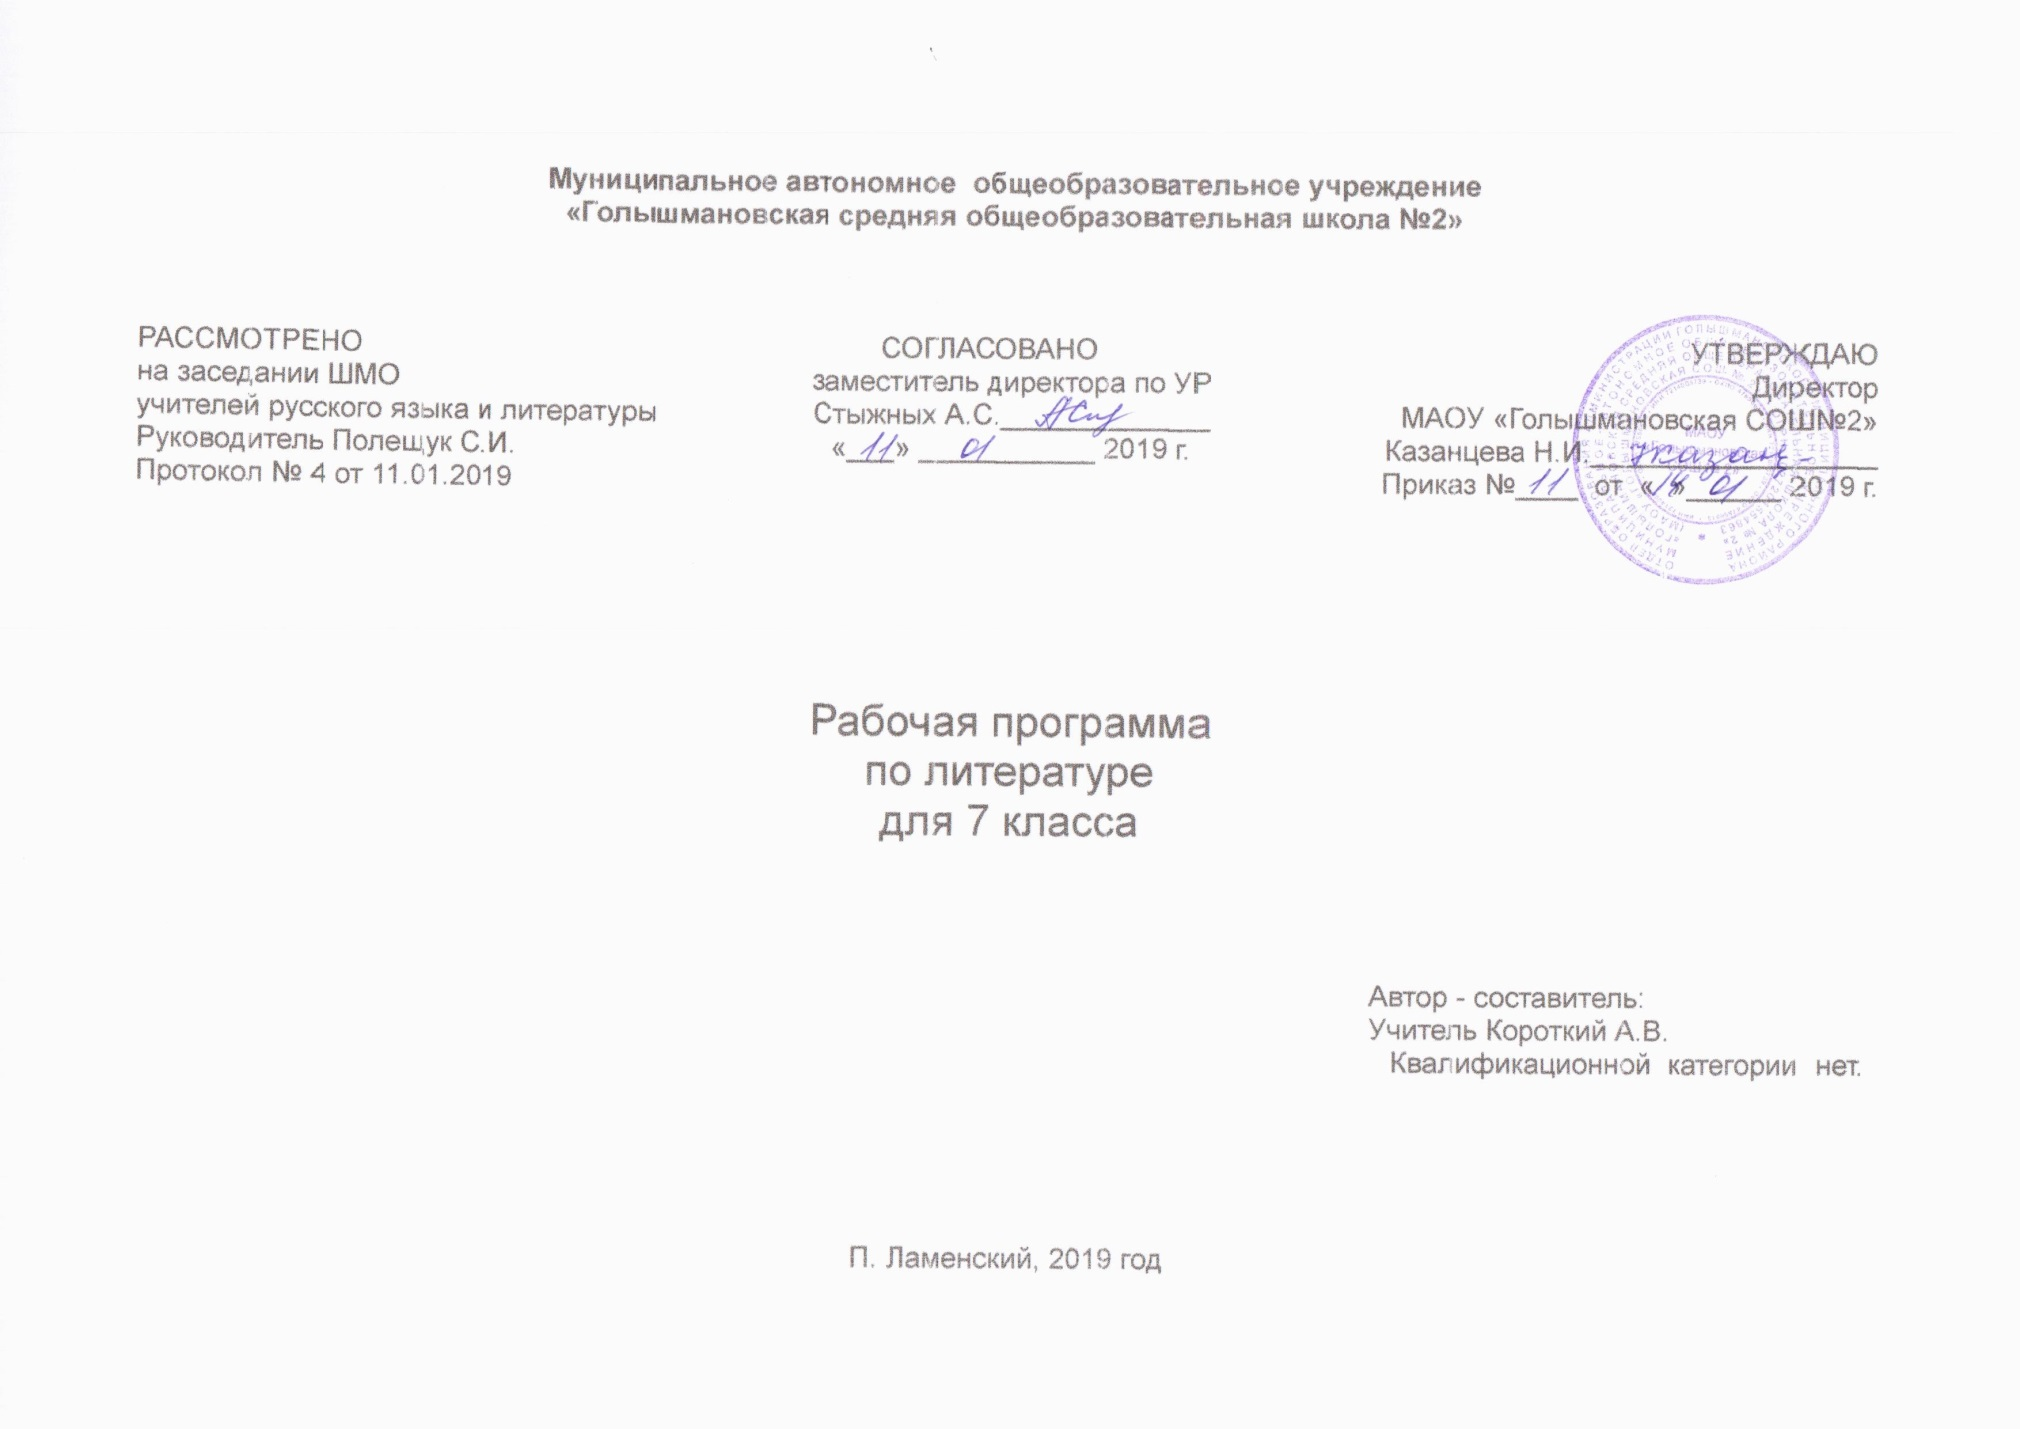 Муниципальное автономное общеобразовательное учреждение
«Голышмановская средняя общеобразовательная школа №2»
РАССМОТРЕНО
на заседании ШМО
учителей русского языка и литературы
Руководитель Полещук С.И.
Протокол № 4 от 11.01.2019
СОГЛАСОВАНО
заместитель директора по УР
Стыжных А.С.
«11» 01 2019 г.
УТВЕРЖДАЮ
Директор
МАОУ «Голышмановская СОШ№2»
Казанцева Н.И.
Приказ № 11 от « » 01 2019 г.
Рабочая программа
по литературе
для 7 класса
Автор - составитель:
Учитель Короткий А.В.
Квалификационной категории нет.
П. Ламенский, 2019 год